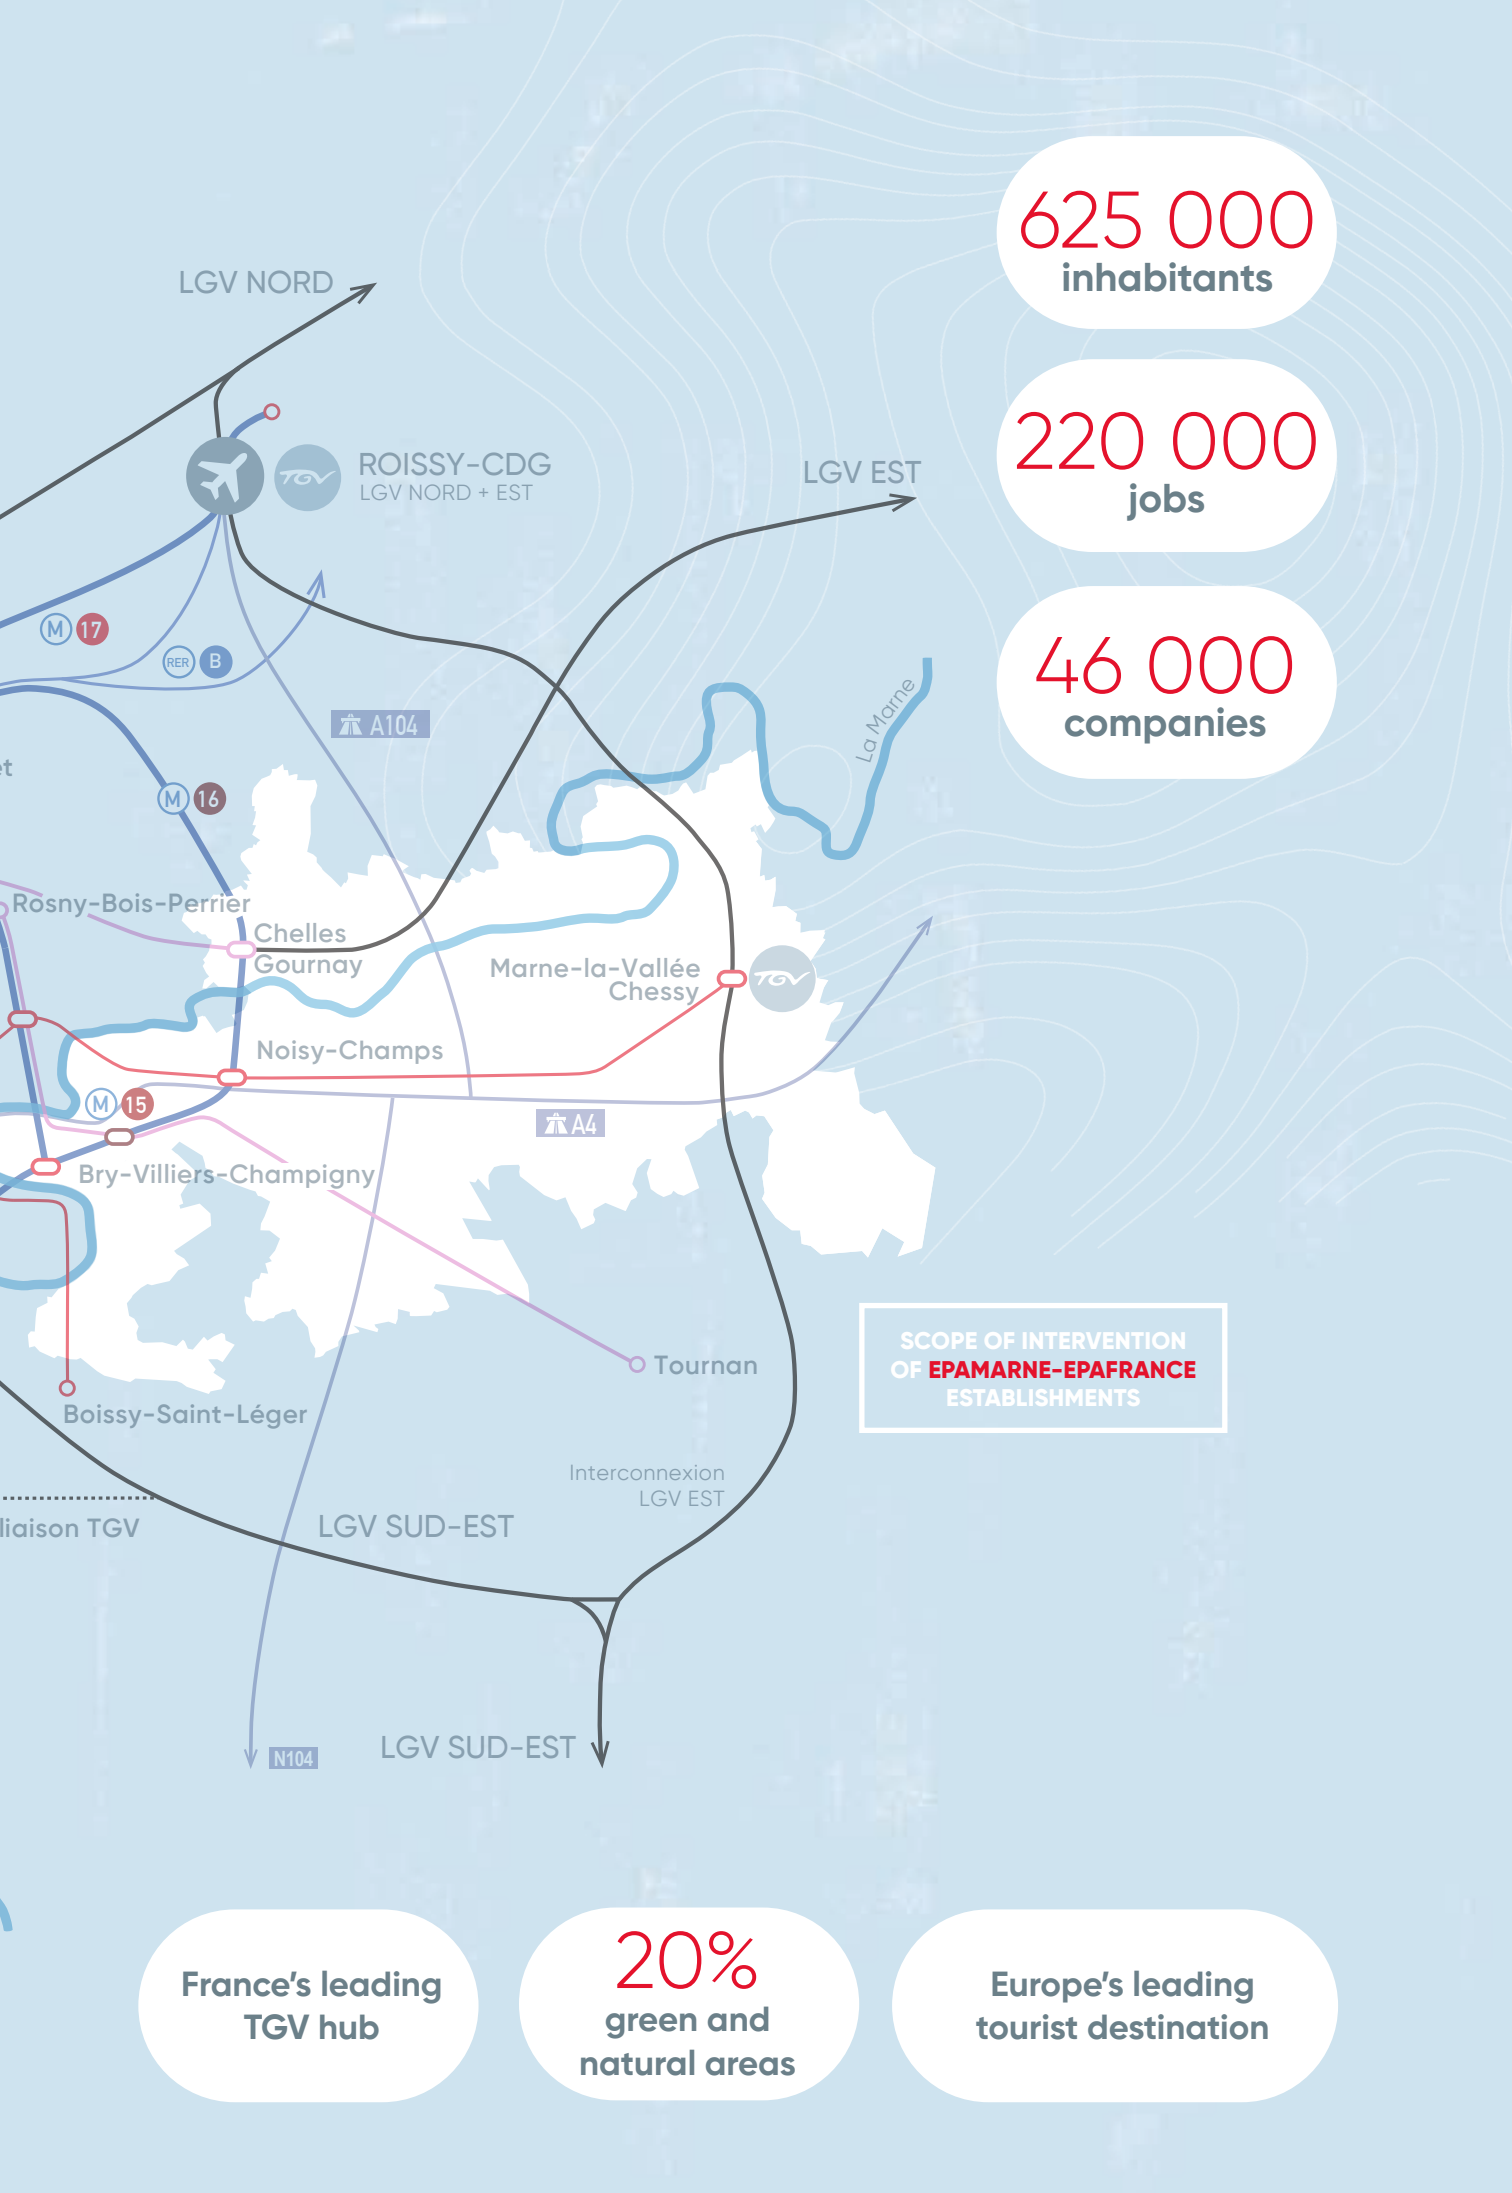 625 000
inhabitants
LGV NORD
220 000
jobs
TGV
ROISSY-CDG
LGV NORD + EST
LGV EST
M 17
RER B
46 000
companies
La Marne
A104
et
M 16
Rosny-Bois-Perrier
Chelles
Gournay
Marne-la-Vallée
Chessy
TGV
Noisy-Champs
M 15
A4
Bry-Villiers-Champigny
SCOPE OF INTERVENTION
OF EPAMARNE-EPAFRANCE
ESTABLISHMENTS
Tournan
Boissy-Saint-Léger
Interconnexion
LGV EST
liaison TGV
LGV SUD-EST
LGV SUD-EST
N104
France's leading
TGV hub
20%
green and
natural areas
Europe's leading
tourist destination